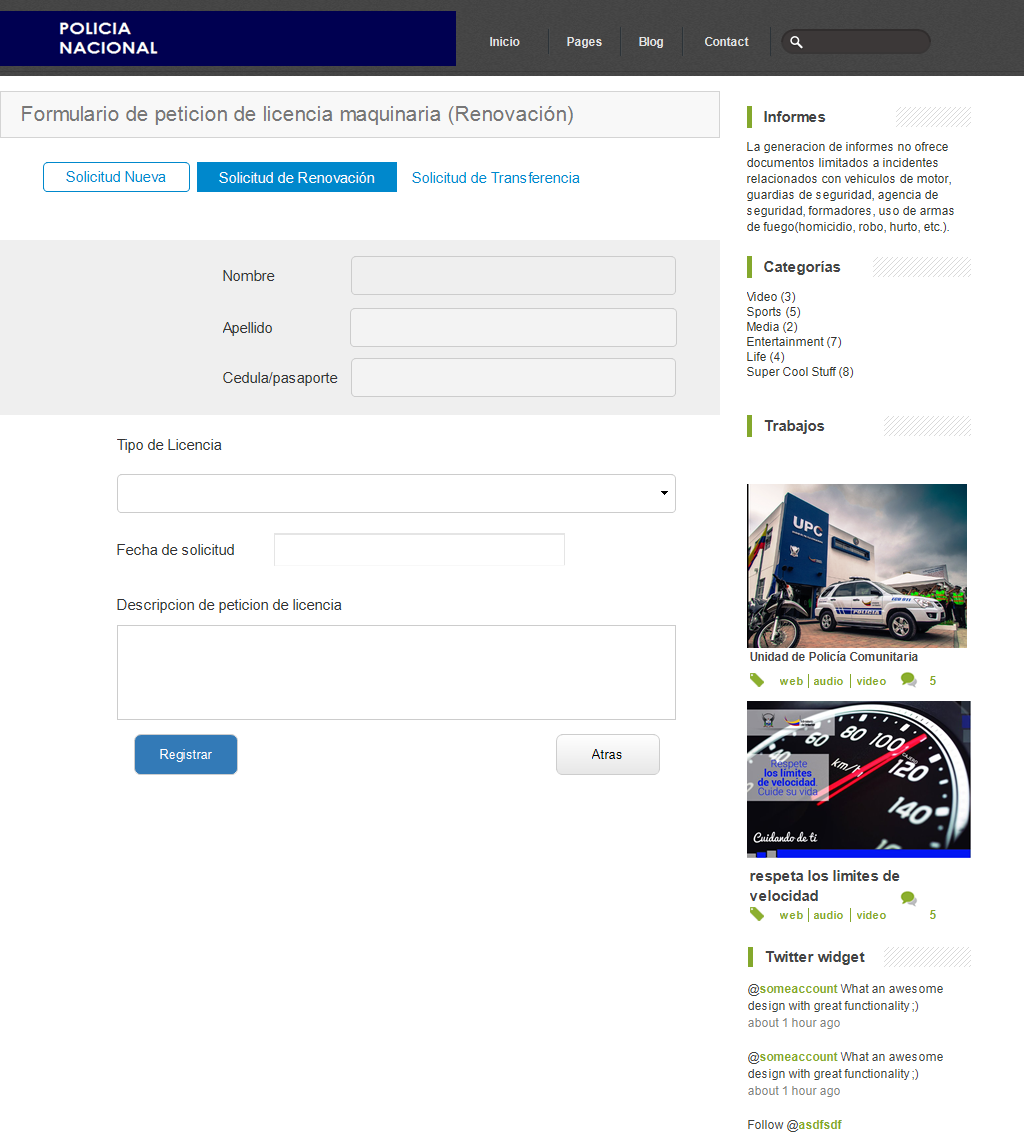 POLICIA
NACIONAL
Inicio
Pages
Blog
Contact
Formulario de peticion de licencia maquinaria (Renovación)
Solicitud Nueva
Solicitud de Renovación
Solicitud de Transferencia
Nombre
Apellido
Cedula/pasaporte
Tipo de Licencia
Fecha de solicitud
Descripcion de peticion de licencia
Registrar
Atras
Informes
La generacion de informes no ofrece
documentos limitados a incidentes
relacionados con vehiculos de motor,
guardias de seguridad, agencia de
seguridad, formadores, uso de armas
de fuego(homicidio, robo, hurto, etc.).
Categorías
Video (3)
Sports (5)
Media (2)
Entertainment (7)
Life (4)
Super Cool Stuff (8)
Trabajos
UPC
POLICIA
Unidad de Policía Comunitaria
web | audio | video 5
60 80 100 120 140
km/h
Respete
los límites
de velocidad.
Cuide su vida
Cuidando de ti
respeta los limites de
velocidad
web | audio | video 5
Twitter widget
@someaccount What an awesome
design with great functionality ;)
about 1 hour ago
@someaccount What an awesome
design with great functionality ;)
about 1 hour ago
Follow @asdfsdf